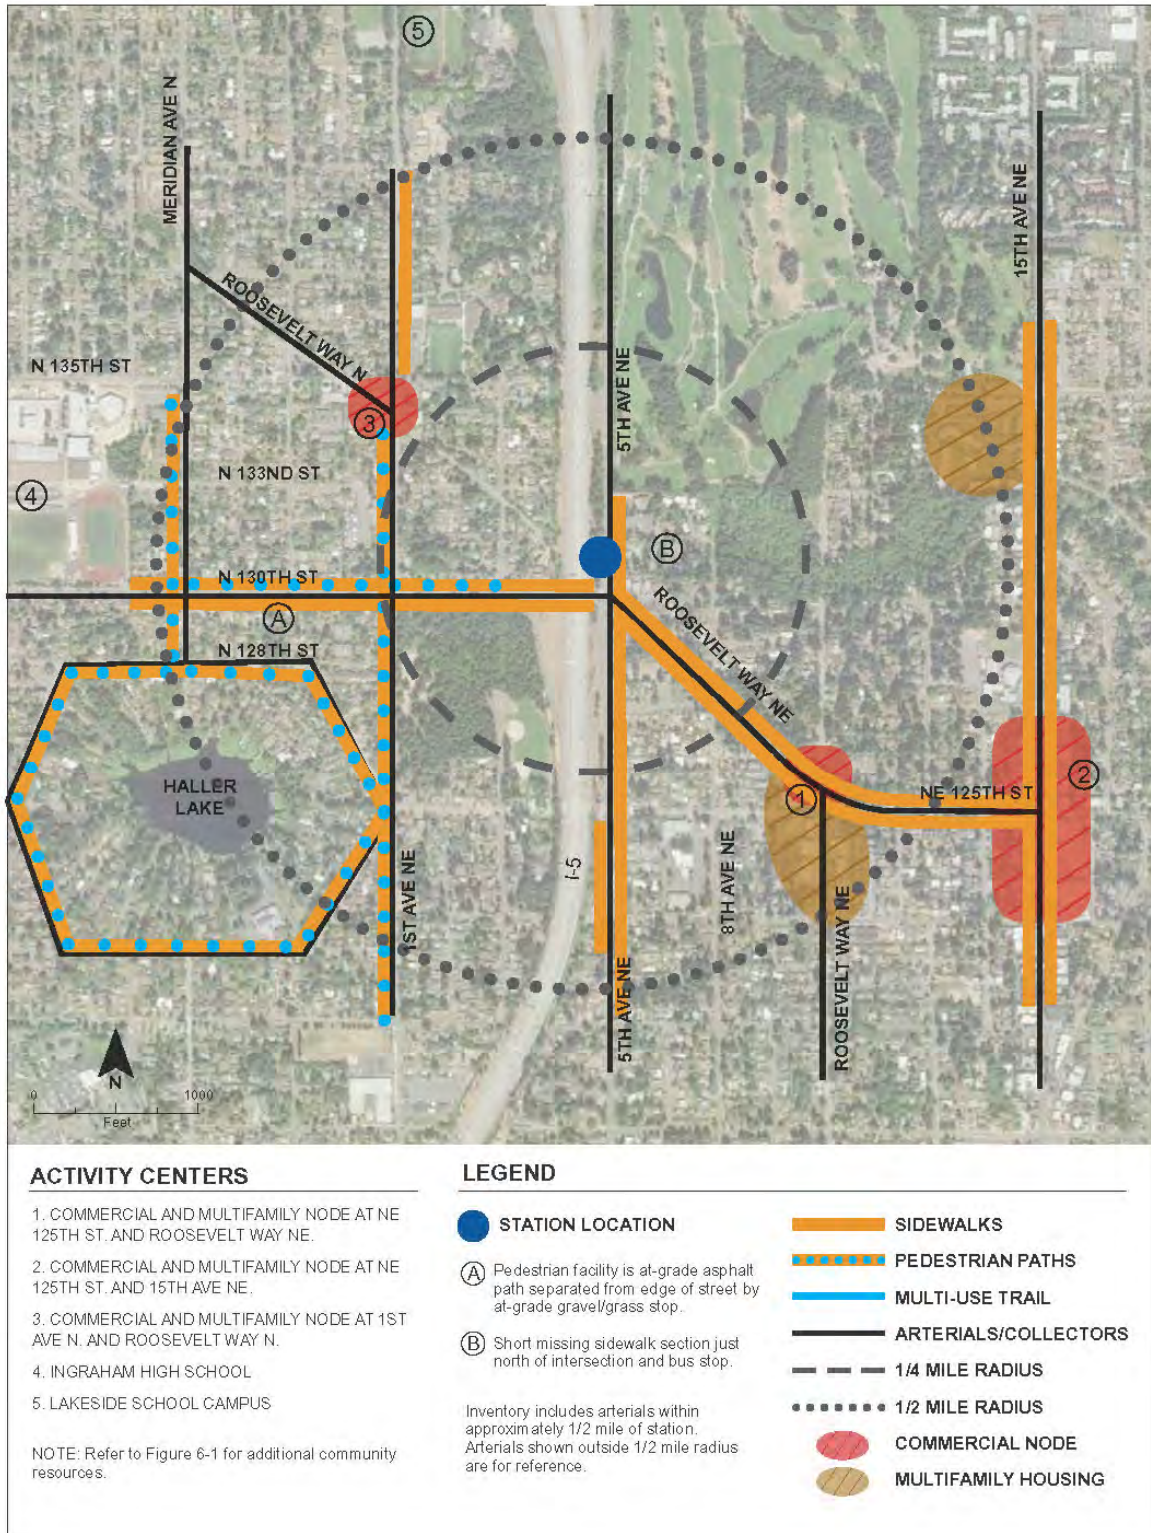 5
MERIDIAN AVE N
15TH AVE NE
ROOSEVELT WAY N
N 135TH ST
5TH AVE NE
3
N 133ND ST
4
B
N 130TH ST
ROOSEVELT WAY NE
A
N 128TH ST
HALLER
LAKE
1
NE 125TH ST
2
I-5
8TH AVE NE
1ST AVE NE
ROOSEVELT WAY NE
5TH AVE NE
N
0
1000
Feet
ACTIVITY CENTERS
1. COMMERCIAL AND MULTIFAMILY NODE AT NE
125TH ST. AND ROOSEVELT WAY NE.
2. COMMERCIAL AND MULTIFAMILY NODE AT NE
125TH ST. AND 15TH AVE NE.
3. COMMERCIAL AND MULTIFAMILY NODE AT 1ST
AVE N. AND ROOSEVELT WAY N.
4. INGRAHAM HIGH SCHOOL
5. LAKESIDE SCHOOL CAMPUS
NOTE: Refer to Figure 6-1 for additional community
resources.
LEGEND
STATION LOCATION
A Pedestrian facility is at-grade asphalt
path separated from edge of street by
at-grade gravel/grass stop.
B Short missing sidewalk section just
north of intersection and bus stop.
Inventory includes arterials within
approximately 1/2 mile of station.
Arterials shown outside 1/2 mile radius
are for reference.
SIDEWALKS
PEDESTRIAN PATHS
MULTI-USE TRAIL
ARTERIALS/COLLECTORS
1/4 MILE RADIUS
1/2 MILE RADIUS
COMMERCIAL NODE
MULTIFAMILY HOUSING